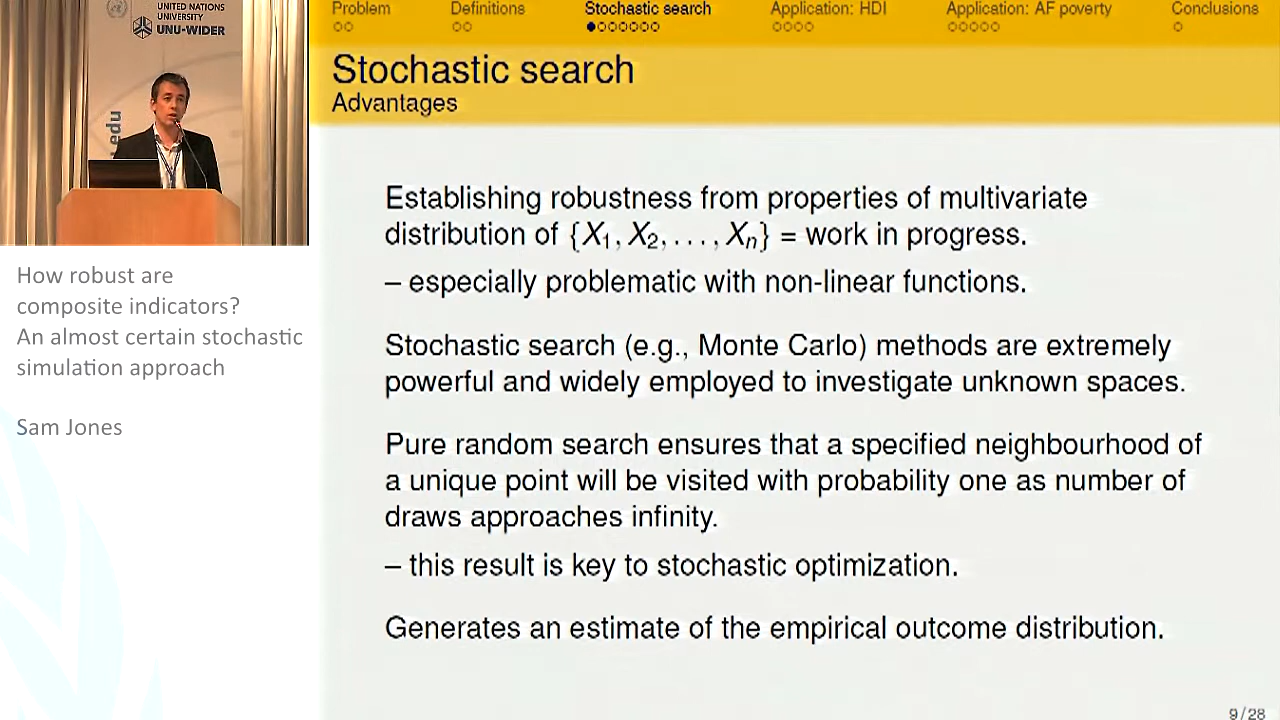 UNITED NATIONS
UNIVERSITY
UNU-WIDER
edu
How robust are
composite indicators?
An almost certain stochastic
simulation approach
Sam Jones
Problem Definitions Stochastic search Application: HDI Application: AF poverty Conclusions
Stochastic search
Advantages
Establishing robustness from properties of multivariate
distribution of {X₁, X₂, . . . , Xₙ} = work in progress.
– especially problematic with non-linear functions.
Stochastic search (e.g., Monte Carlo) methods are extremely
powerful and widely employed to investigate unknown spaces.
Pure random search ensures that a specified neighbourhood of
a unique point will be visited with probability one as number of
draws approaches infinity.
– this result is key to stochastic optimization.
Generates an estimate of the empirical outcome distribution.
9/28